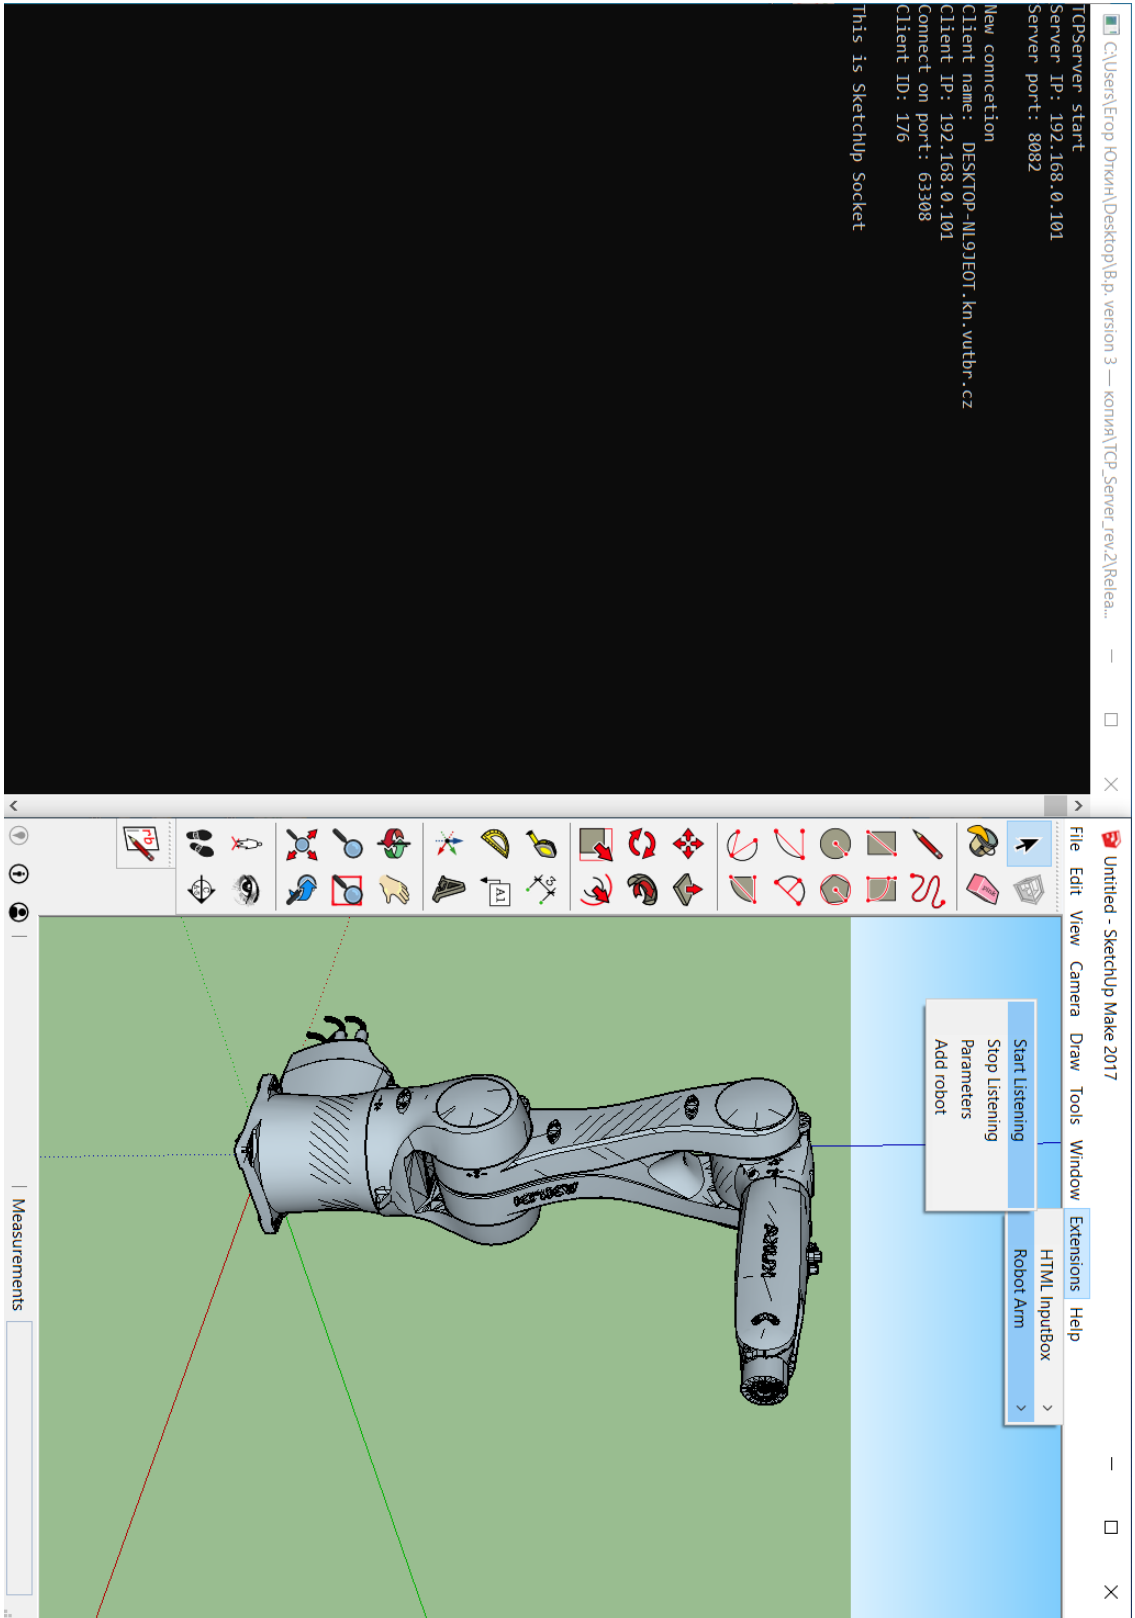 C:\Users\Егор Юткин\Desktop\B.p. version 3 — копия\TCP_Server_rev.2\Relea...
TCPServer start
Server IP: 192.168.0.101
Server port: 8082
New conncetion
Client name: DESKTOP-NL9JEOT.kn.vutbr.cz
Client IP: 192.168.0.101
Connect on port: 63308
Client ID: 176
This is SketchUp Socket
Untitled - SketchUp Make 2017
File Edit View Camera Draw Tools Window Extensions Help
HTML InputBox
Robot Arm
Start Listening
Stop Listening
Parameters
Add robot
Measurements